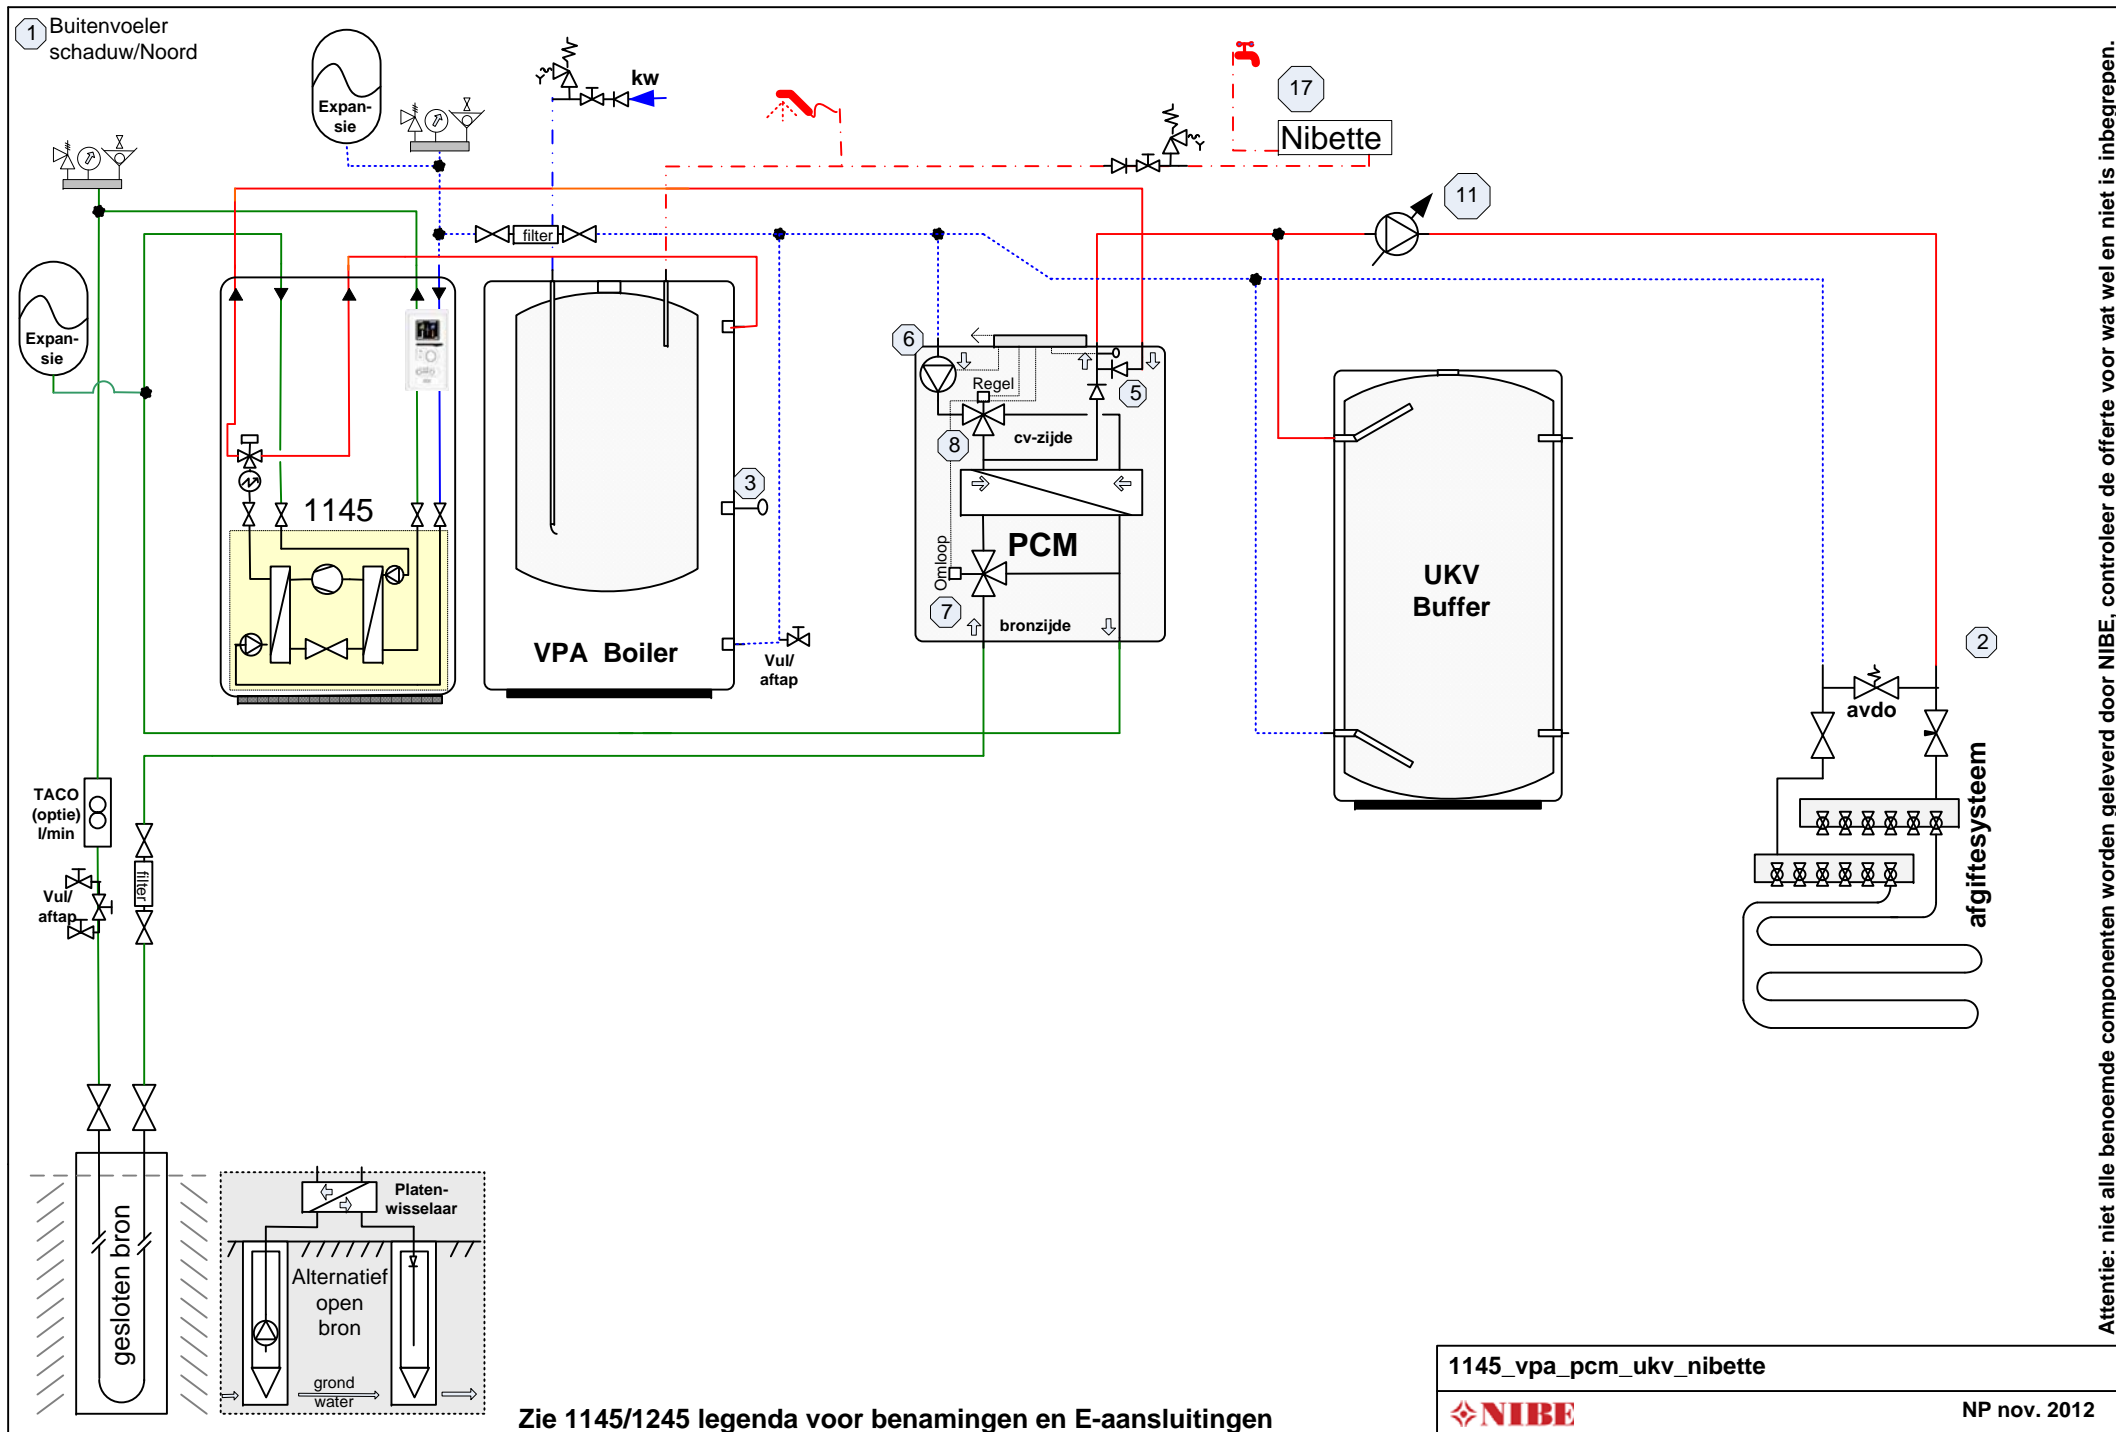 1
Buitenvoeler
schaduw/Noord
Expan-
sie
kw
17
Nibette
11
filter
Expan-
sie
6
Regel
5
8
cv-zijde
3
1145
PCM
Omloop
7
bronzijde
UKV
Buffer
VPA Boiler
Vul/
aftap
2
avdo
afgiftesysteem
TACO
(optie)
l/min
filter
Vul/
aftap
gesloten bron
Platen-
wisselaar
Alternatief
open
bron
grond
water
Zie 1145/1245 legenda voor benamingen en E-aansluitingen
1145_vpa_pcm_ukv_nibette
NIBE
NP nov. 2012
Attentie: niet alle benoemde componenten worden geleverd door NIBE, controleer de offerte voor wat wel en niet is inbegrepen.